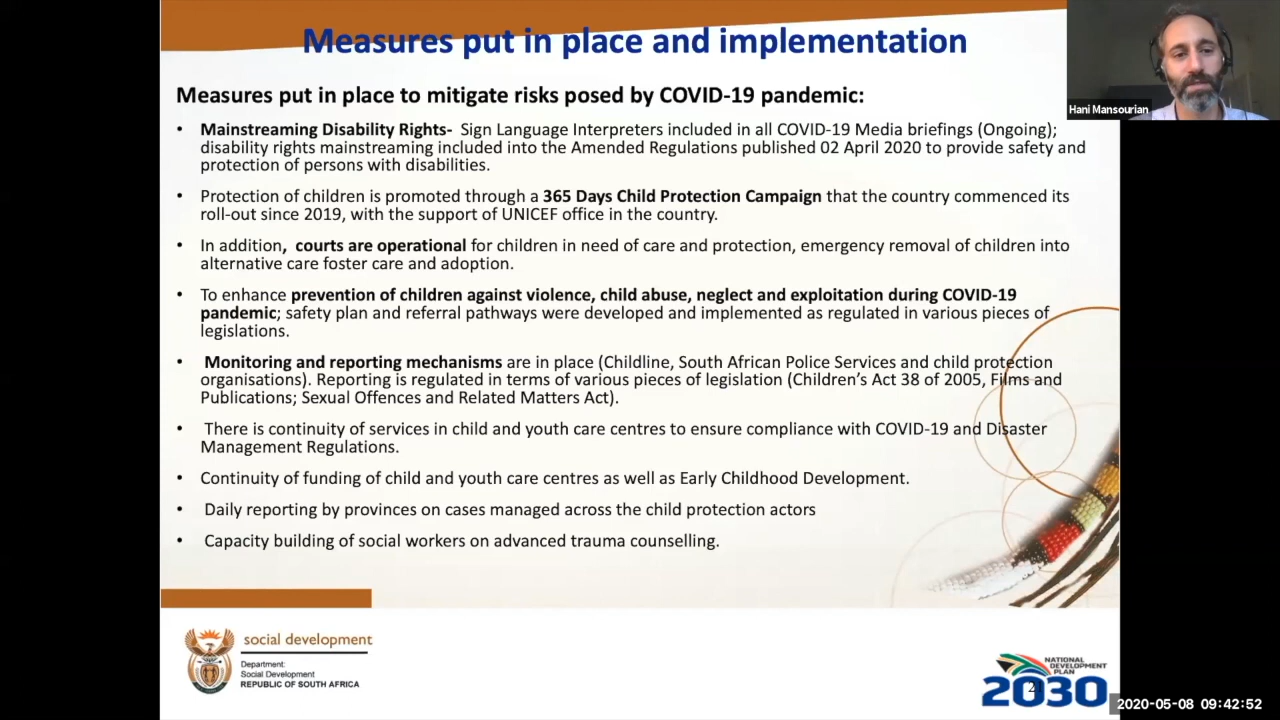 Measures put in place and implementation
Hani Mansourian
Measures put in place to mitigate risks posed by COVID-19 pandemic:
• Mainstreaming Disability Rights- Sign Language Interpreters included in all COVID-19 Media briefings (Ongoing);
disability rights mainstreaming included into the Amended Regulations published 02 April 2020 to provide safety and
protection of persons with disabilities.
• Protection of children is promoted through a 365 Days Child Protection Campaign that the country commenced its
roll-out since 2019, with the support of UNICEF office in the country.
• In addition, courts are operational for children in need of care and protection, emergency removal of children into
alternative care foster care and adoption.
• To enhance prevention of children against violence, child abuse, neglect and exploitation during COVID-19
pandemic; safety plan and referral pathways were developed and implemented as regulated in various pieces of
legislations.
• Monitoring and reporting mechanisms are in place (Childline, South African Police Services and child protection
organisations). Reporting is regulated in terms of various pieces of legislation (Children's Act 38 of 2005, Films and
Publications; Sexual Offences and Related Matters Act).
• There is continuity of services in child and youth care centres to ensure compliance with COVID-19 and Disaster
Management Regulations.
• Continuity of funding of child and youth care centres as well as Early Childhood Development.
• Daily reporting by provinces on cases managed across the child protection actors
• Capacity building of social workers on advanced trauma counselling.
social development
Department:
Social Development
REPUBLIC OF SOUTH AFRICA
NATIONAL
DEVELOPMENT
PLAN
2030
21
2020-05-08 09:42:52